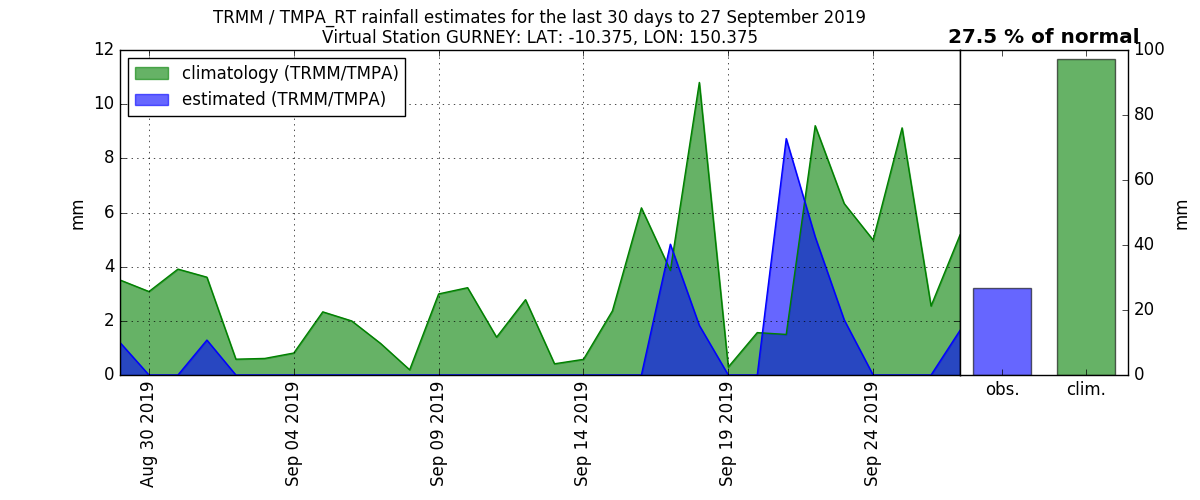 TRMM / TMPA_RT rainfall estimates for the last 30 days to 27 September 2019
Virtual Station GURNEY: LAT: -10.375, LON: 150.375
27.5 % of normal
climatology (TRMM/TMPA)
estimated (TRMM/TMPA)
12
10
8
6
4
2
0
mm
Aug 30 2019
Sep 04 2019
Sep 09 2019
Sep 14 2019
Sep 19 2019
Sep 24 2019
obs.
clim.
100
80
60
40
20
0
mm